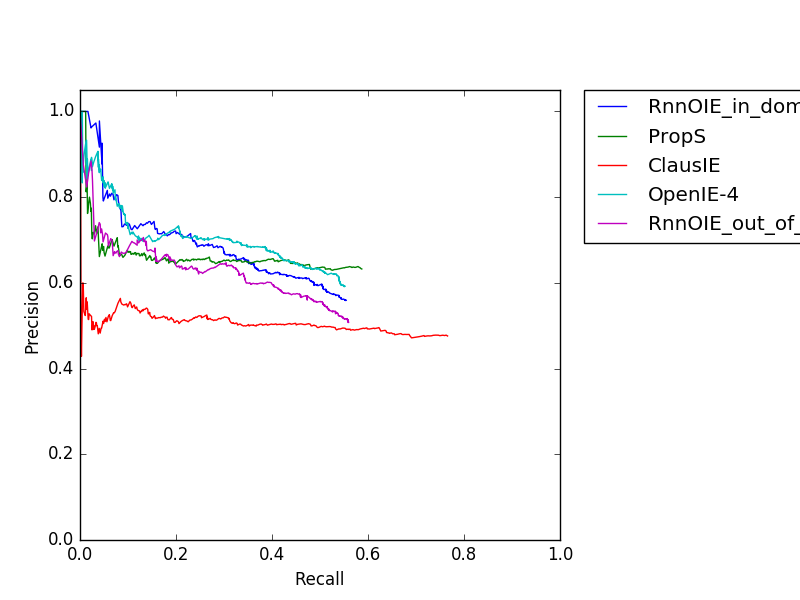 1.0
0.8
0.6
0.4
0.2
0.0
Precision
0.0 0.2 0.4 0.6 0.8 1.0
Recall
RnnOIE_in_dom
PropS
ClausIE
OpenIE-4
RnnOIE_out_of_